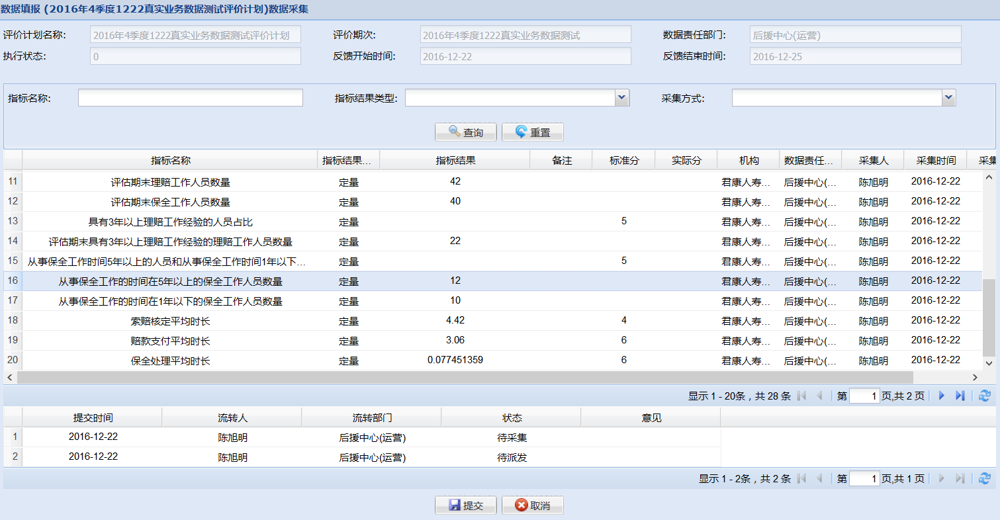 数据填报 (2016年4季度1222真实业务数据测试评价计划)数据采集
评价计划名称: 2016年4季度1222真实业务数据测试评价计划 评价期次: 2016年4季度1222真实业务数据测试 数据责任部门: 后援中心(运营)
执行状态: 0 反馈开始时间: 2016-12-22 反馈结束时间: 2016-12-25
指标名称: 指标结果类型: 采集方式:
查询 重置
指标名称 指标结果... 指标结果 备注 标准分 实际分 机构 数据责任... 采集人 采集时间 采集
11 评估期末理赔工作人员数量 定量 42 君康人寿... 后援中心(... 陈旭明 2016-12-22
12 评估期末保全工作人员数量 定量 40 君康人寿... 后援中心(... 陈旭明 2016-12-22
13 具有3年以上理赔工作经验的人员占比 定量 5 君康人寿... 后援中心(... 陈旭明 2016-12-22
14 评估期末具有3年以上理赔工作经验的理赔工作人员数量 定量 22 君康人寿... 后援中心(... 陈旭明 2016-12-22
15 从事保全工作时间5年以上的人员和从事保全工作时间1年以下... 定量 5 君康人寿... 后援中心(... 陈旭明 2016-12-22
16 从事保全工作的时间在5年以上的保全工作人员数量 定量 12 君康人寿... 后援中心(... 陈旭明 2016-12-22
17 从事保全工作的时间在1年以下的保全工作人员数量 定量 10 君康人寿... 后援中心(... 陈旭明 2016-12-22
18 索赔核定平均时长 定量 4.42 4 君康人寿... 后援中心(... 陈旭明 2016-12-22
19 赔款支付平均时长 定量 3.06 6 君康人寿... 后援中心(... 陈旭明 2016-12-22
20 保全处理平均时长 定量 0.077451359 6 君康人寿... 后援中心(... 陈旭明 2016-12-22
显示 1 - 20条，共 28 条 第 1 页,共 2 页
提交时间 流转人 流转部门 状态 意见
1 2016-12-22 陈旭明 后援中心(运营) 待采集
2 2016-12-22 陈旭明 后援中心(运营) 待派发
显示 1 - 2条，共 2 条 第 1 页,共 1 页
提交 取消